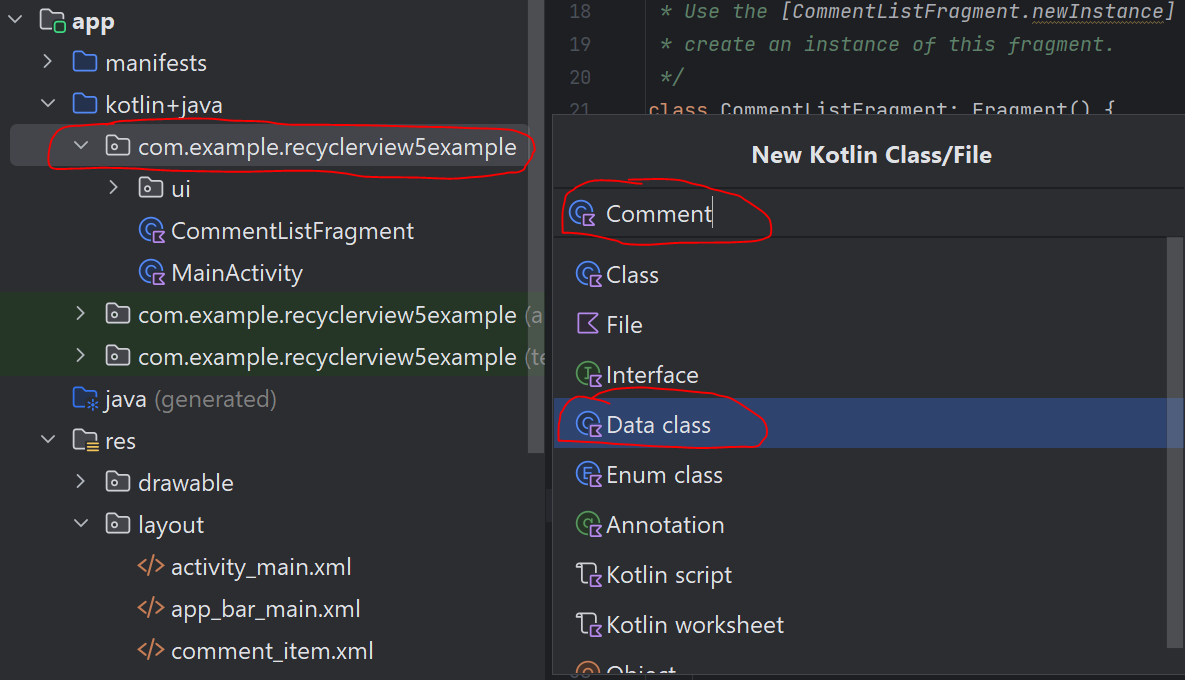 app
manifests
kotlin+java
com.example.recyclerview5example
ui
CommentListFragment
MainActivity
com.example.recyclerview5example (a
com.example.recyclerview5example (te
java (generated)
res
drawable
layout
activity_main.xml
app_bar_main.xml
comment_item.xml
18 * Use the [CommentListFragment.newInstance]
19 * create an instance of this fragment.
20 */
21 class CommentListFragment: Fragment() {
New Kotlin Class/File
Comment
Class
File
Interface
Data class
Enum class
Annotation
Kotlin script
Kotlin worksheet
Object